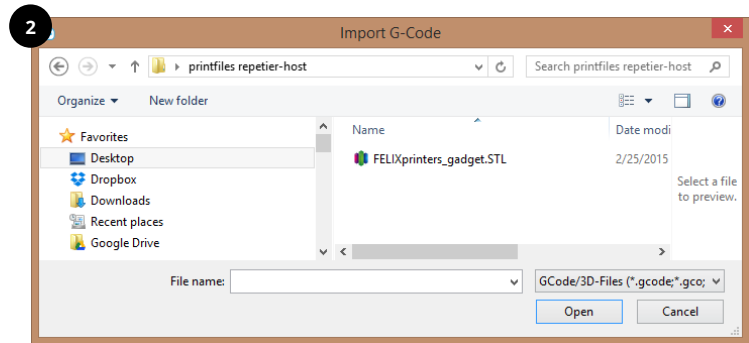 2
Import G-Code
printfiles repetier-host
Search printfiles repetier-host
Organize
New folder
Name
Date modi
Favorites
Desktop
Dropbox
Downloads
Recent places
Google Drive
FELIXprinters_gadget.STL
2/25/2015
Select a file
to preview.
File name:
GCode/3D-Files (*.gcode;*.gco;
Open
Cancel